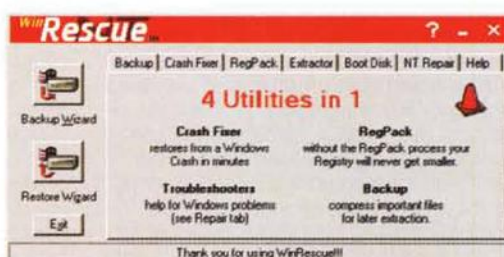 WinRescue™
? - ×
Backup | Crash Fixer | RegPack | Extractor | Boot Disk | NT Repair | Help
4 Utilities in 1
Backup Wizard
Crash Fixer
restores from a Windows
Crash in minutes
RegPack
without the RegPack process your
Registry will never get smaller.
Restore Wizard
Troubleshooters
help for Windows problems
(see Repair tab)
Backup
compress important files
for later extraction.
Exit
Thank you for using WinRescue!!!